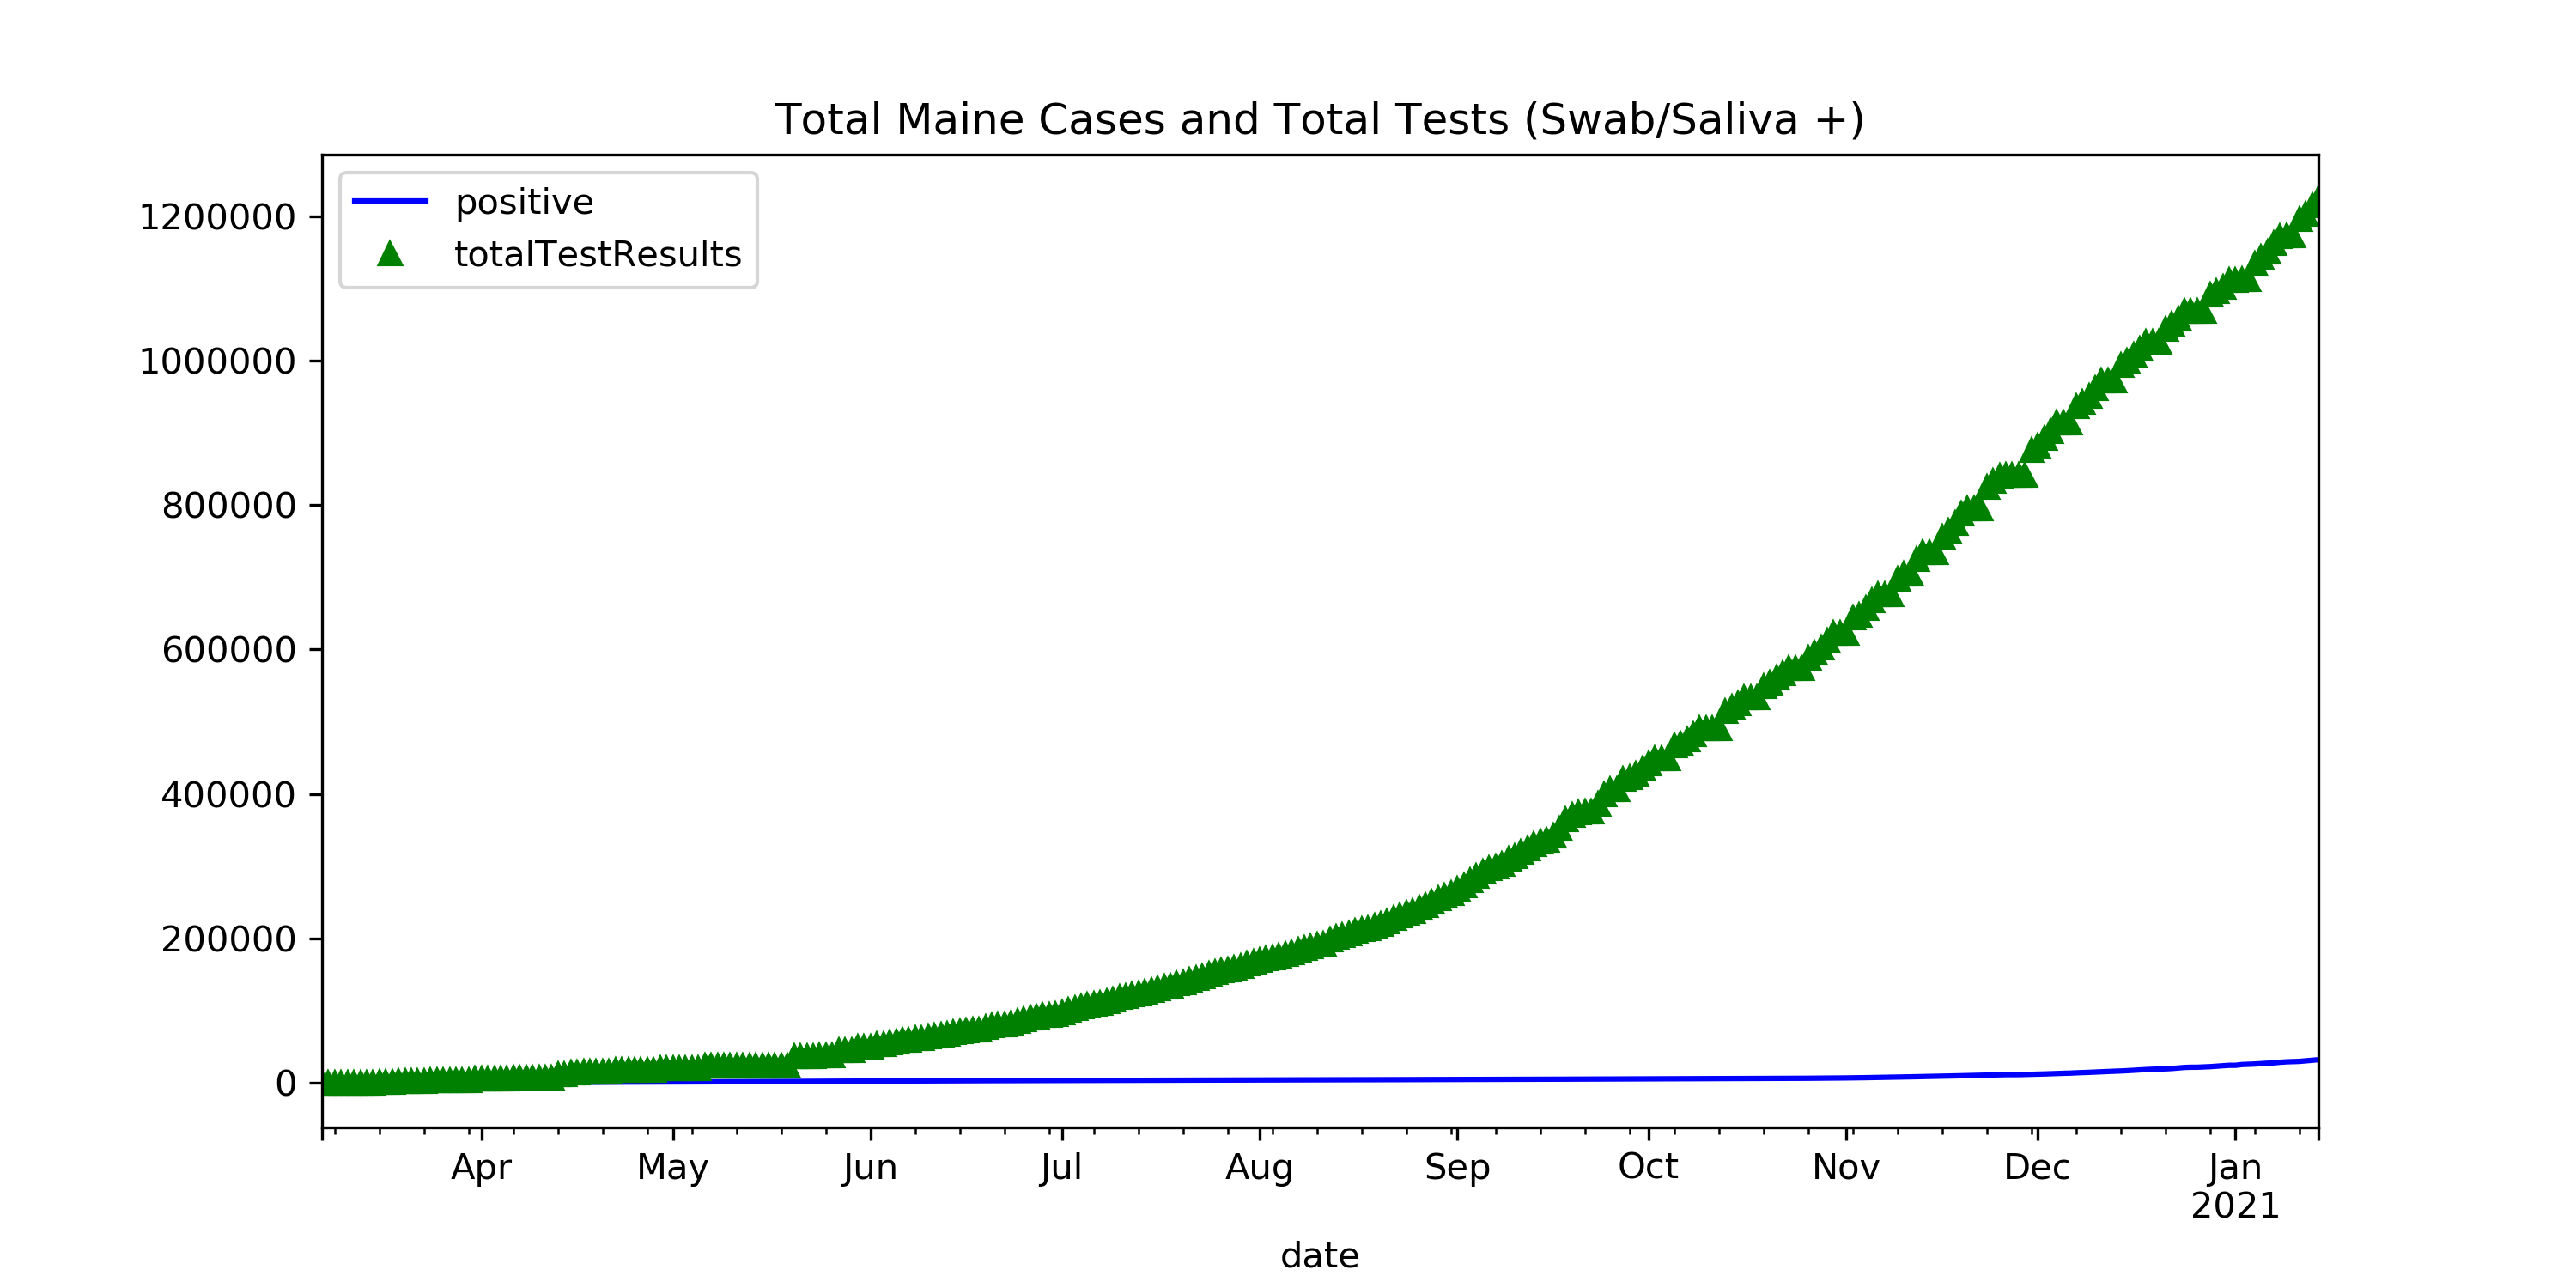 Total Maine Cases and Total Tests (Swab/Saliva +)
positive
totalTestResults
1200000
1000000
800000
600000
400000
200000
0
Apr May Jun Jul Aug Sep Oct Nov Dec Jan
2021
date